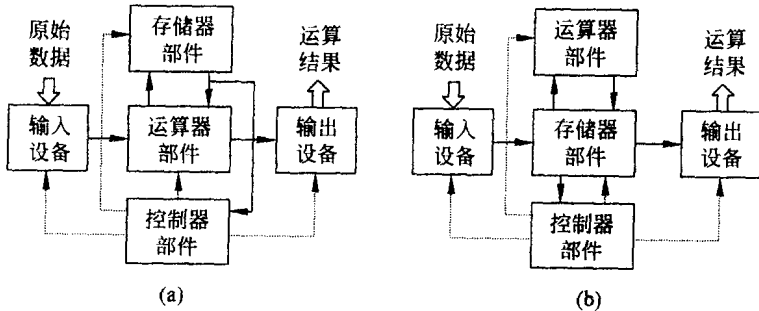 原始
数据
输入
设备
存储器
部件
运算器
部件
控制器
部件
运算
结果
输出
设备
(a)
原始
数据
输入
设备
运算器
部件
存储器
部件
控制器
部件
运算
结果
输出
设备
(b)